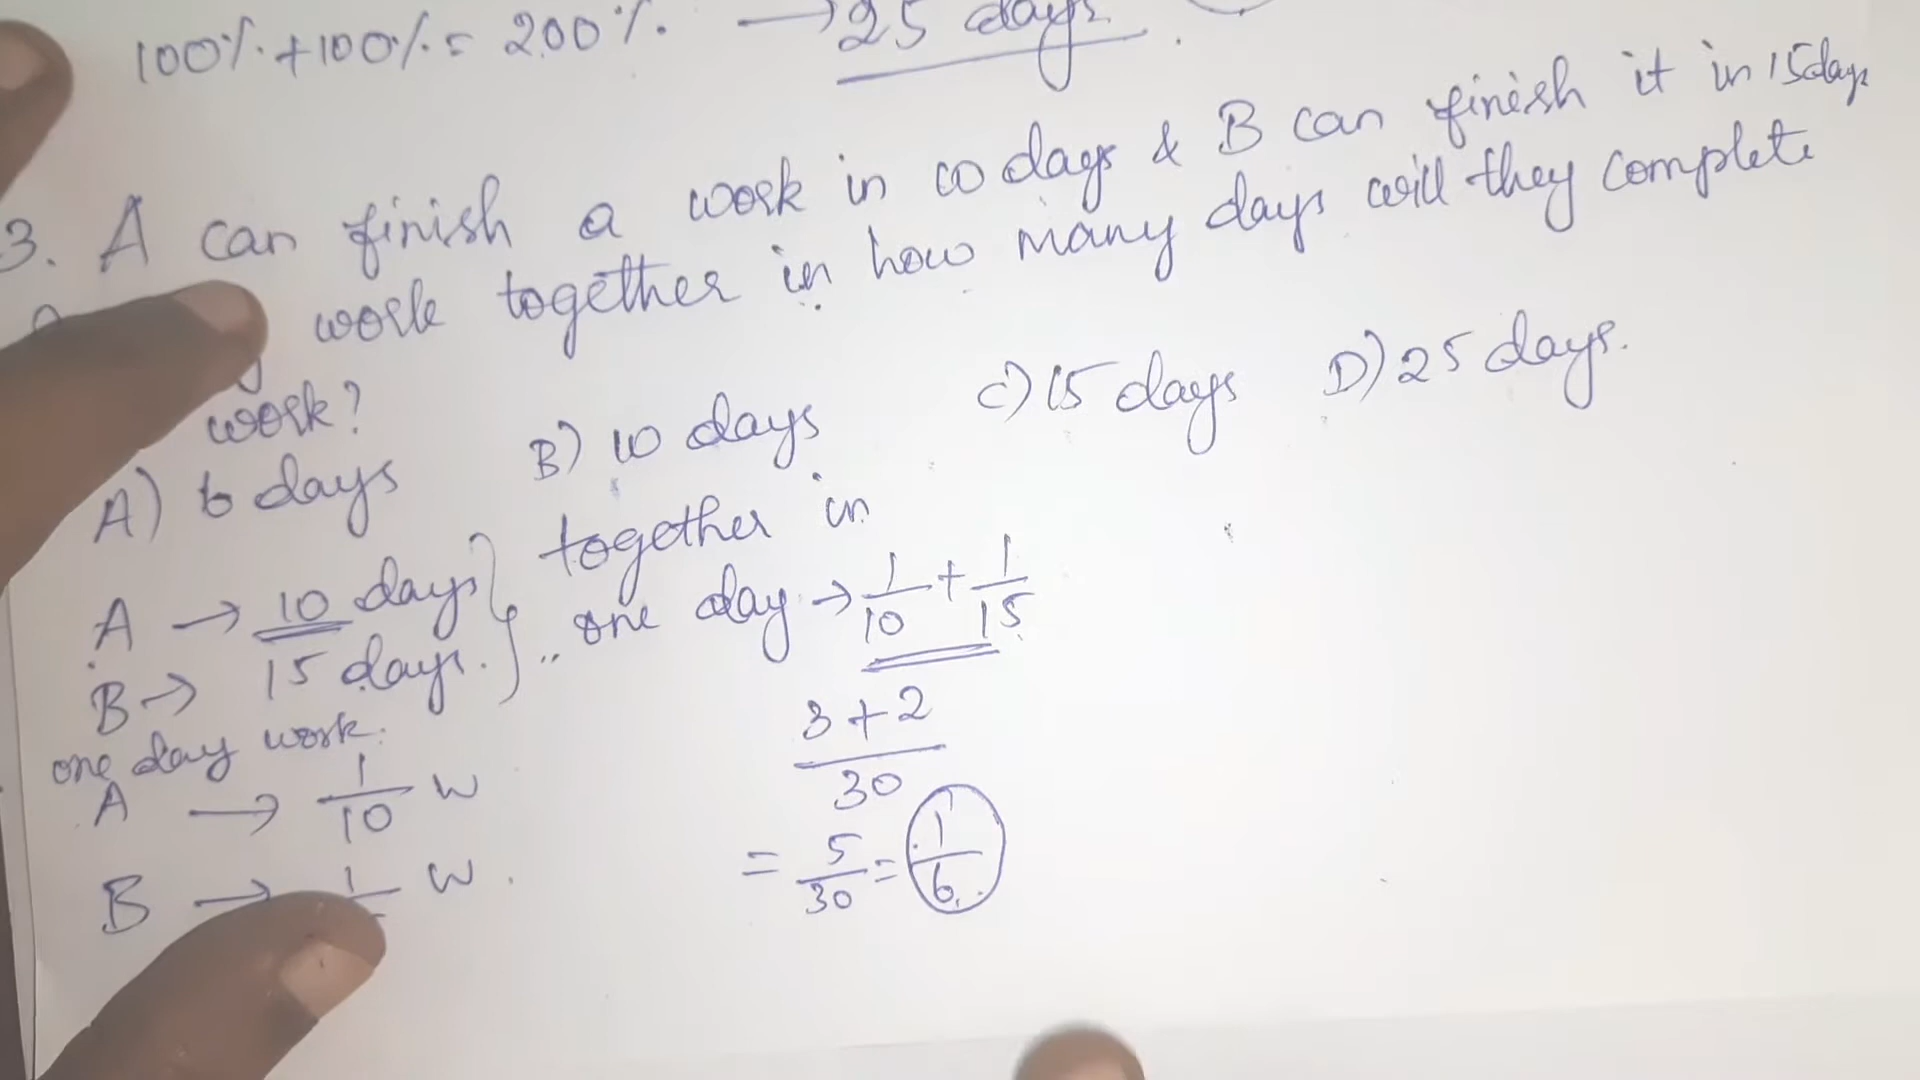 100%+100%= 200%. → 25 days.
3. A can finish a work in 10 days & B can finish it in 15days
work together in how many days will they complete
work?
A) 6 days B) 10 days C) 15 days D) 25 days.
A → 10 days } together in
B → 15 days. } .. one day → 1/10 + 1/15
one day work.
3+2/30
A → 1/10 W
= 5/30 = 1/6
B → W.